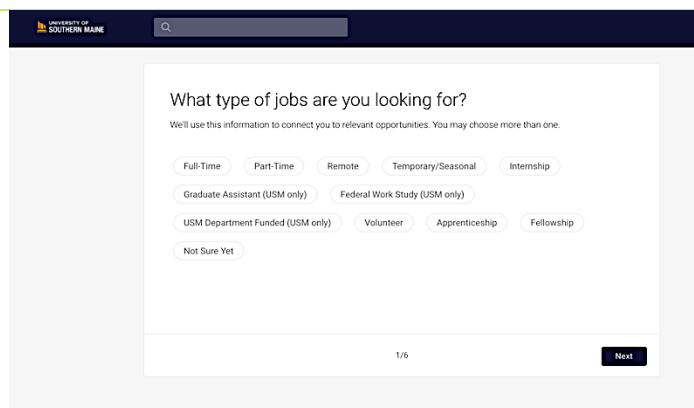 UNIVERSITY OF
SOUTHERN MAINE
What type of jobs are you looking for?
We'll use this information to connect you to relevant opportunities. You may choose more than one.
Full-Time Part-Time Remote Temporary/Seasonal Internship
Graduate Assistant (USM only) Federal Work Study (USM only)
USM Department Funded (USM only) Volunteer Apprenticeship Fellowship
Not Sure Yet
1/6 Next